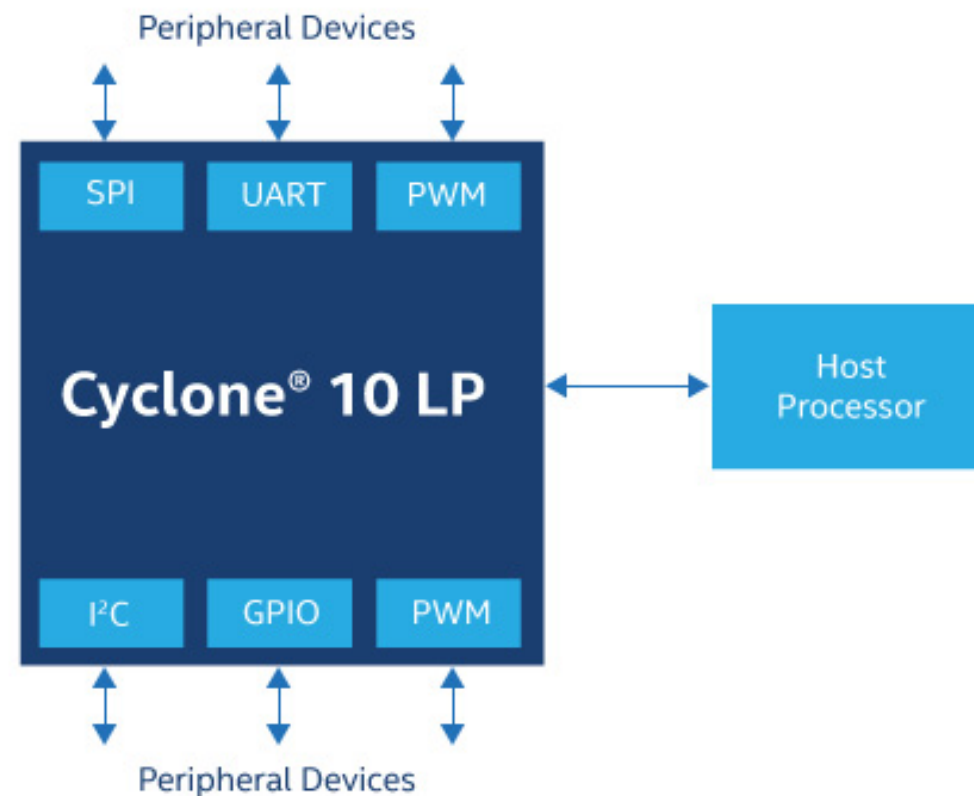 Peripheral Devices
SPI
UART
PWM
Cyclone® 10 LP
Host
Processor
I²C
GPIO
PWM
Peripheral Devices